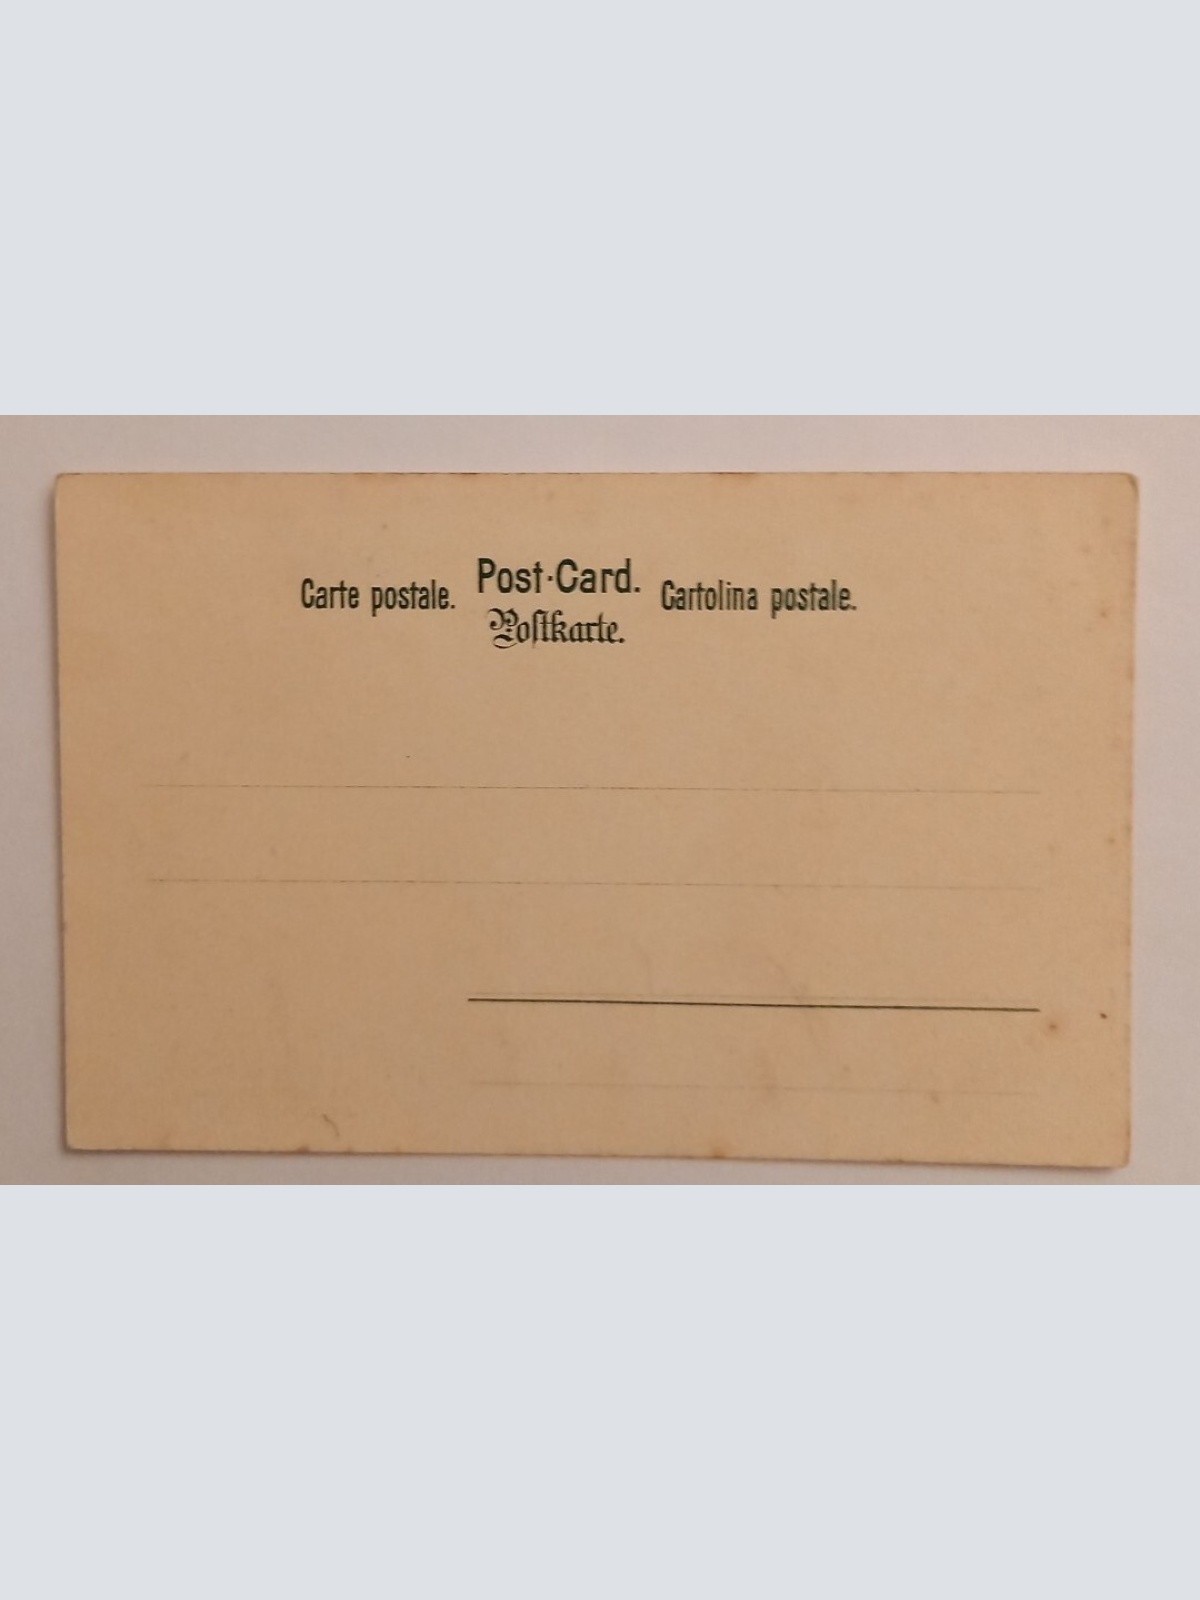 Post-Card.
Carte postale. Cartolina postale.
Poſtkarte.